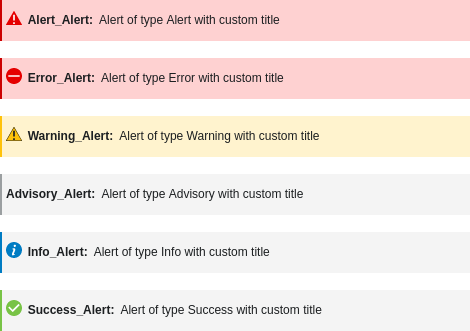 Alert_Alert: Alert of type Alert with custom title
Error_Alert: Alert of type Error with custom title
Warning_Alert: Alert of type Warning with custom title
Advisory_Alert: Alert of type Advisory with custom title
Info_Alert: Alert of type Info with custom title
Success_Alert: Alert of type Success with custom title